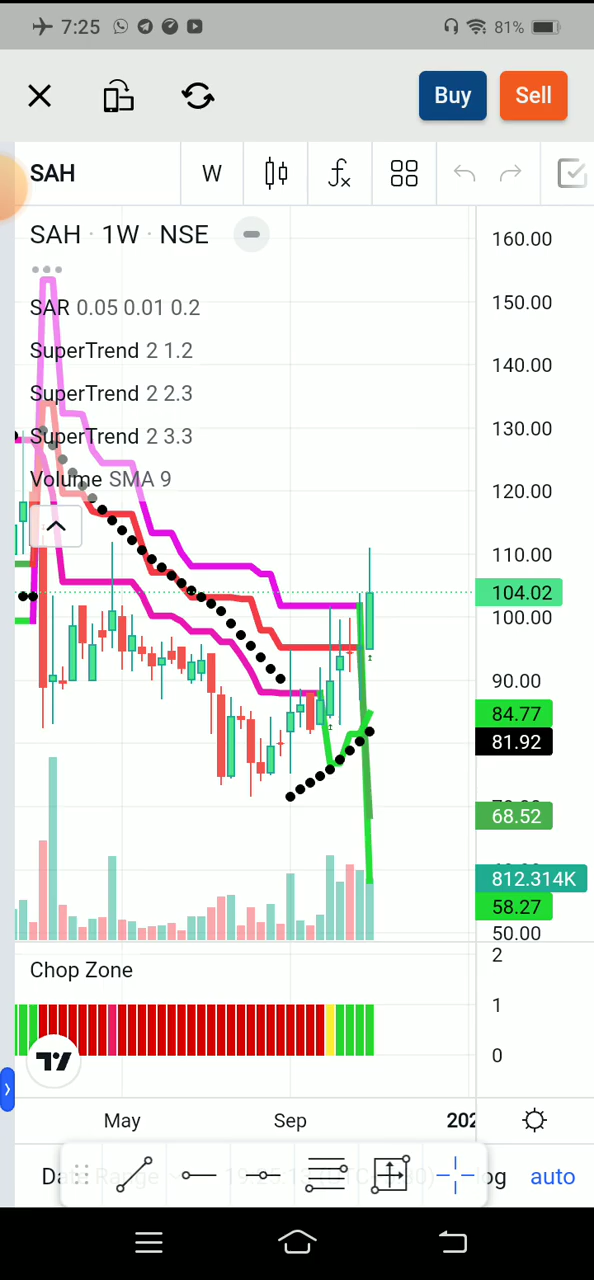 7:25
81%
Buy
Sell
SAH
W
SAH · 1W · NSE
160.00
150.00
SAR 0.05 0.01 0.2
140.00
SuperTrend 2 1.2
SuperTrend 2 2.3
130.00
SuperTrend 2 3.3
Volume SMA 9
120.00
110.00
104.02
100.00
90.00
84.77
81.92
68.52
812.314K
58.27
50.00
Chop Zone
2
1
0
May
Sep
202
auto